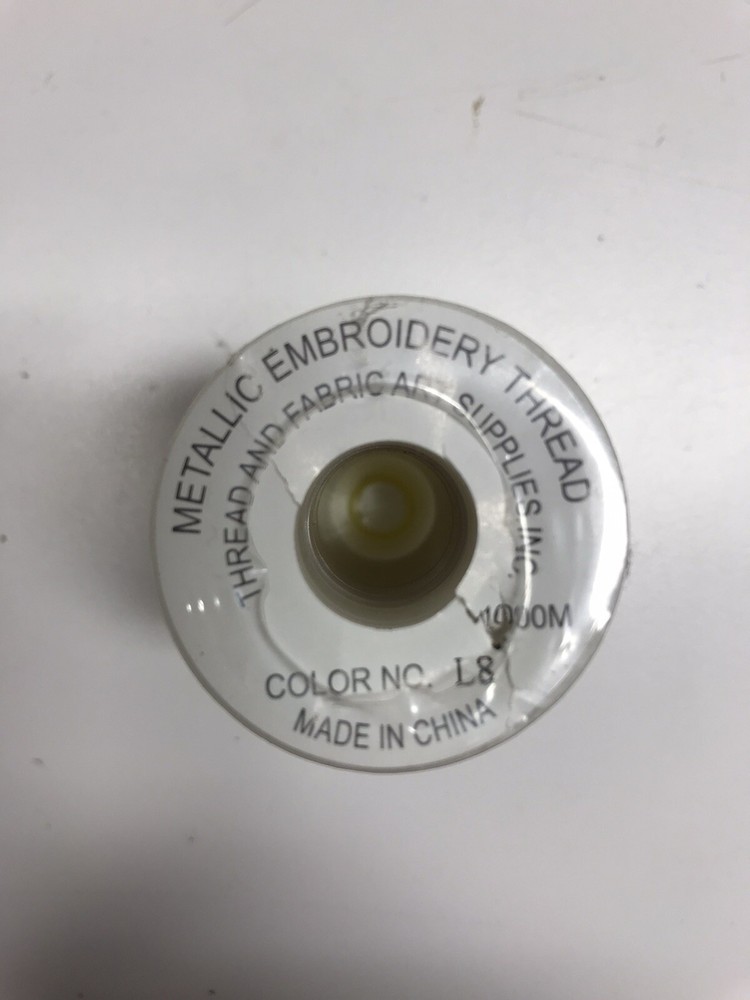 METALLIC EMBROIDERY THREAD
THREAD AND FABRIC ART SUPPLIES INC.
1000M
COLOR NO. L8
MADE IN CHINA